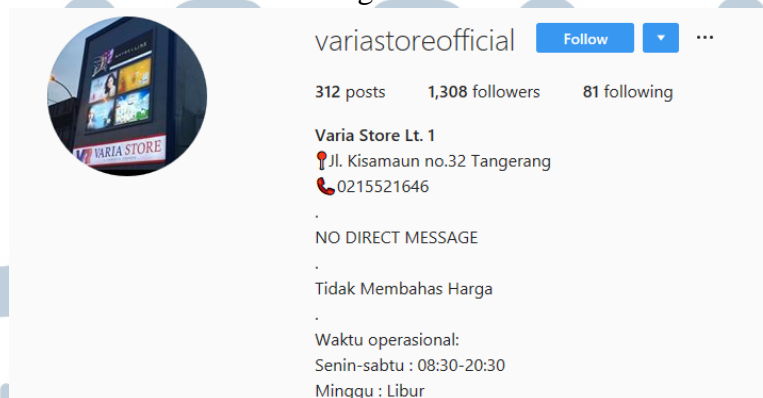 variastoreofficial Follow
312 posts 1,308 followers 81 following
Varia Store Lt. 1
Jl. Kisamaun no.32 Tangerang
0215521646
.
NO DIRECT MESSAGE
.
Tidak Membahas Harga
.
Waktu operasional:
Senin-sabtu : 08:30-20:30
Minggu : Libur
MAYBELLINE
VARIA STORE